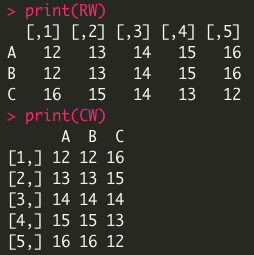 > print(RW)
  [,1] [,2] [,3] [,4] [,5]
A   12   13   14   15   16
B   12   13   14   15   16
C   16   15   14   13   12
> print(CW)
      A  B  C
[1,] 12 12 16
[2,] 13 13 15
[3,] 14 14 14
[4,] 15 15 13
[5,] 16 16 12